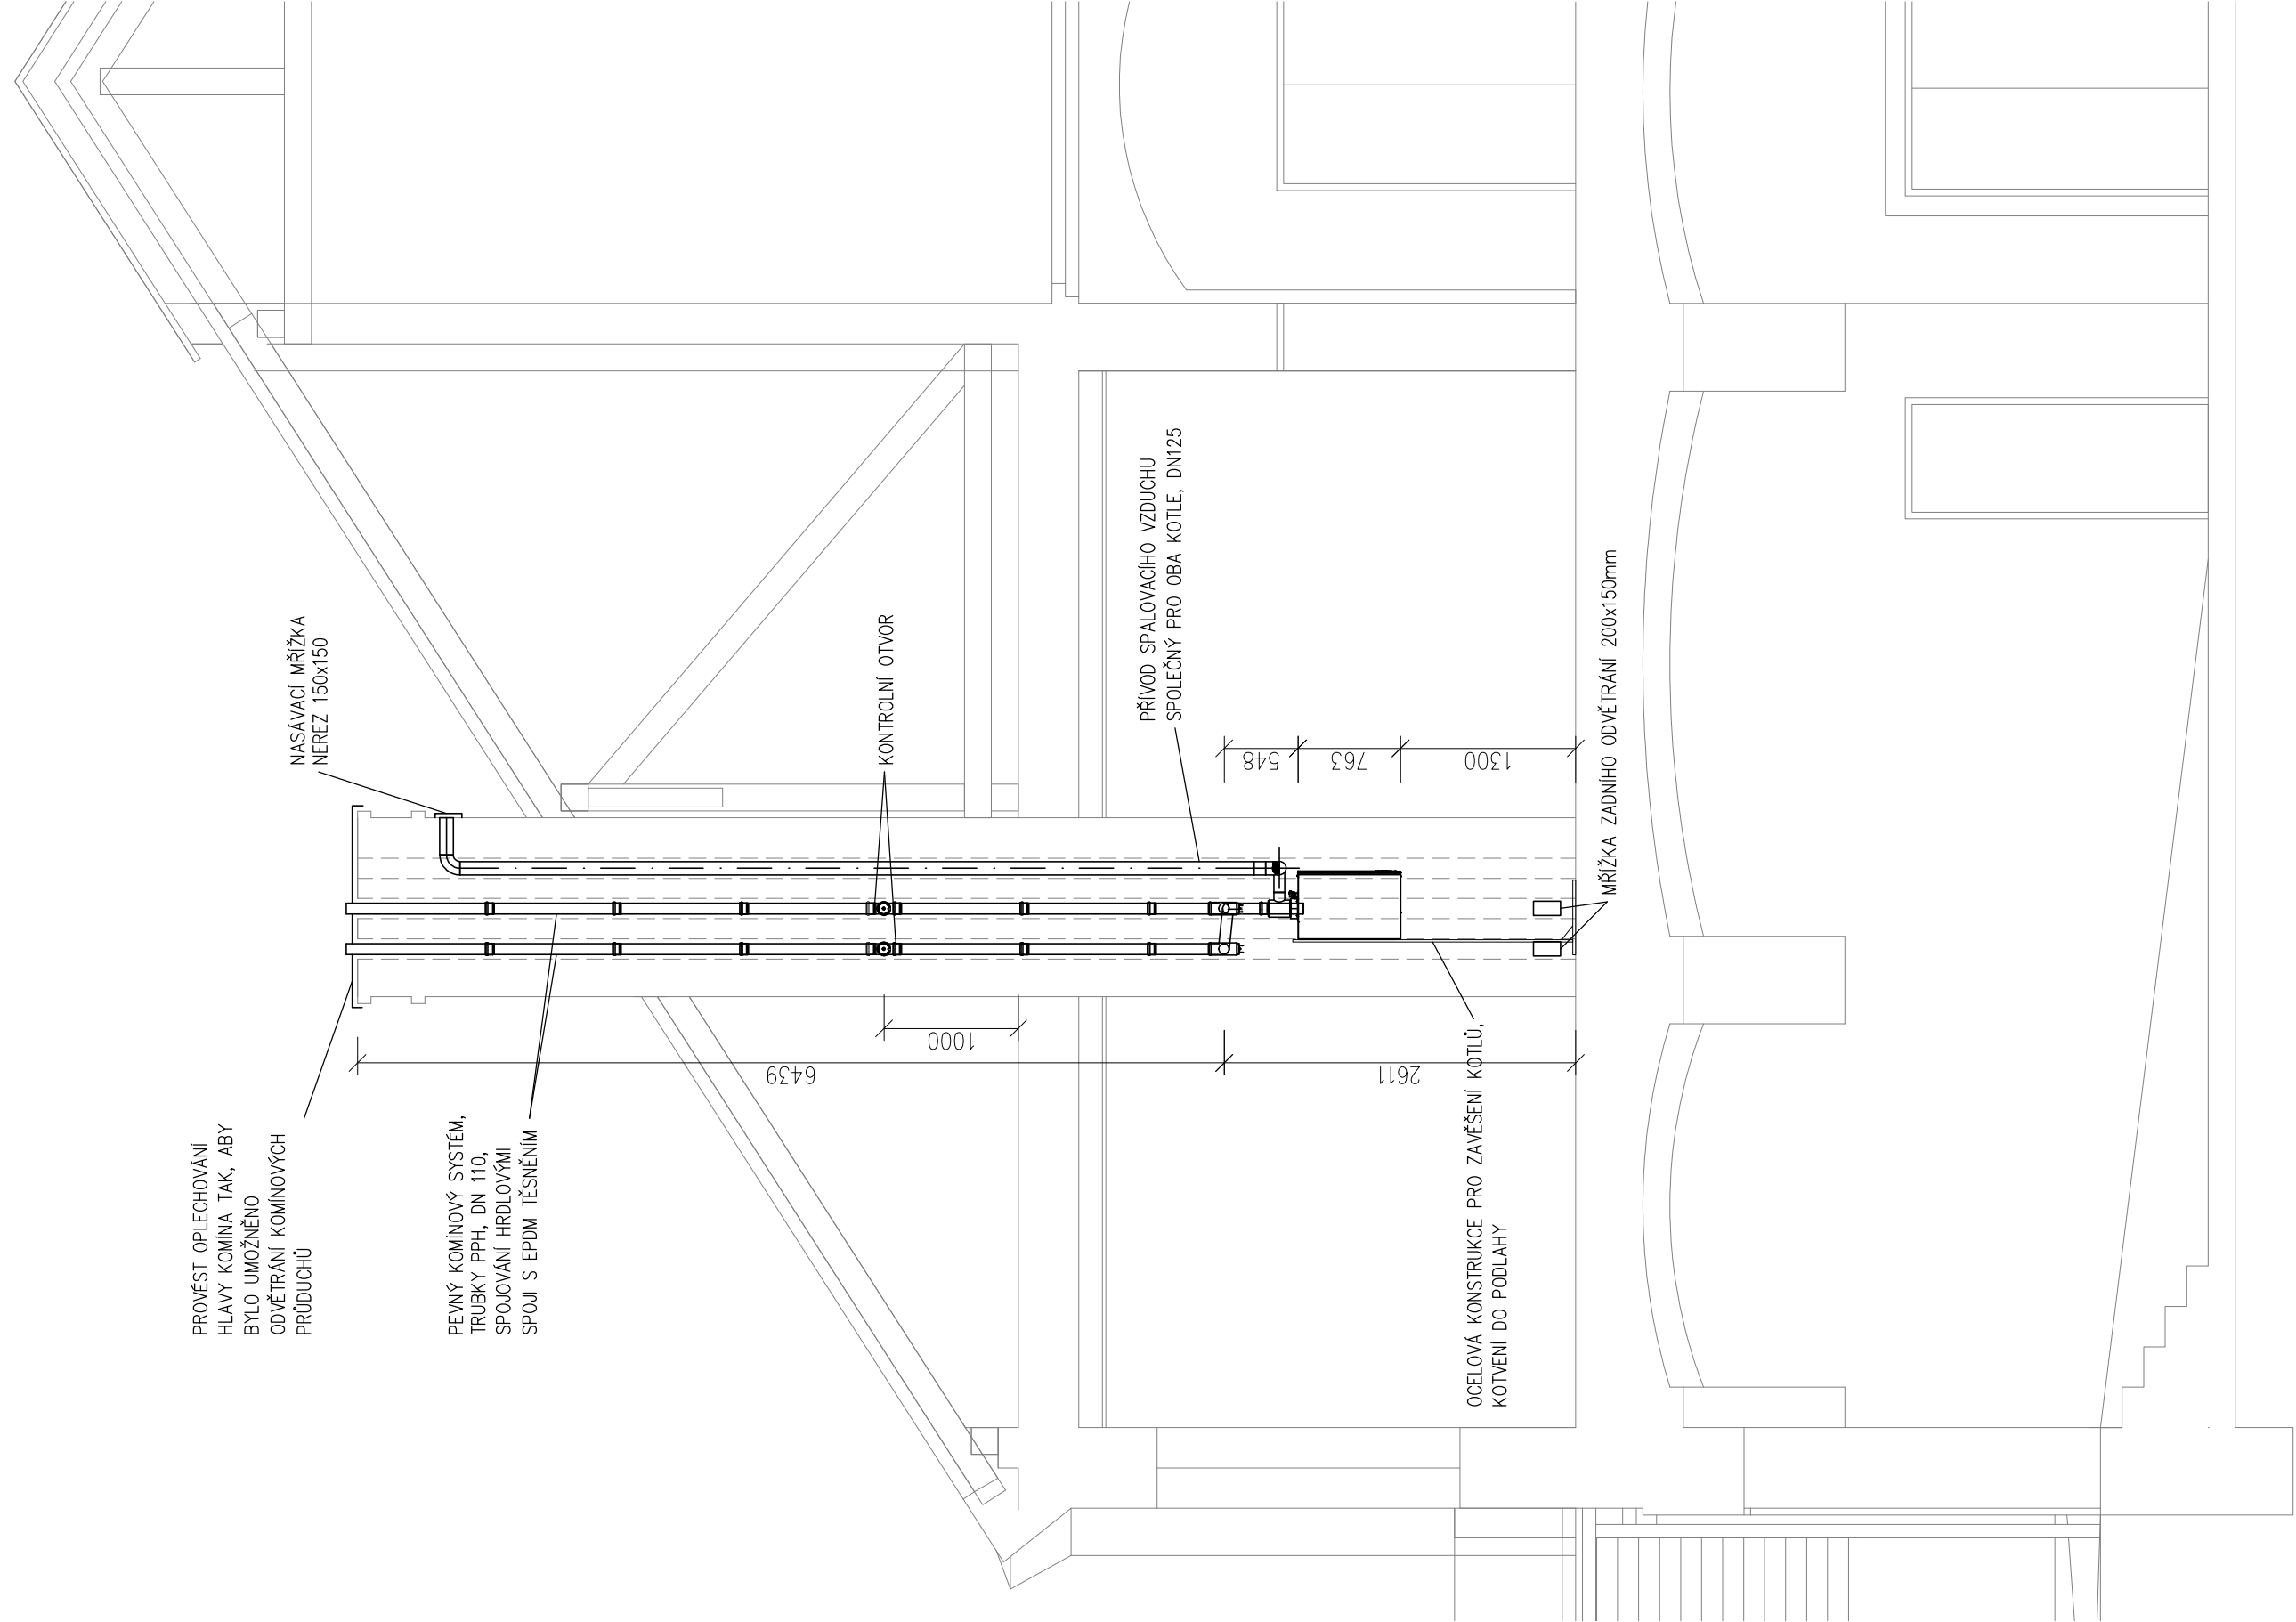 PROVÉST OPLECHOVÁNÍ
HLAVY KOMÍNA TAK, ABY
BYLO UMOŽNĚNO
ODVĚTRÁNÍ KOMÍNOVÝCH
PRŮDUCHŮ
NASÁVACÍ MŘÍŽKA
NEREZ 150x150
PEVNÝ KOMÍNOVÝ SYSTÉM,
TRUBKY PPH, DN 110,
SPOJOVÁNÍ HRDLOVÝMI
SPOJI S EPDM TĚSNĚNÍM
KONTROLNÍ OTVOR
6439
1000
PŘÍVOD SPALOVACÍHO VZDUCHU
SPOLEČNÝ PRO OBA KOTLE, DN125
548
763
1300
2611
OCELOVÁ KONSTRUKCE PRO ZAVĚŠENÍ KOTLŮ,
KOTVENÍ DO PODLAHY
MŘÍŽKA ZADNÍHO ODVĚTRÁNÍ 200x150mm